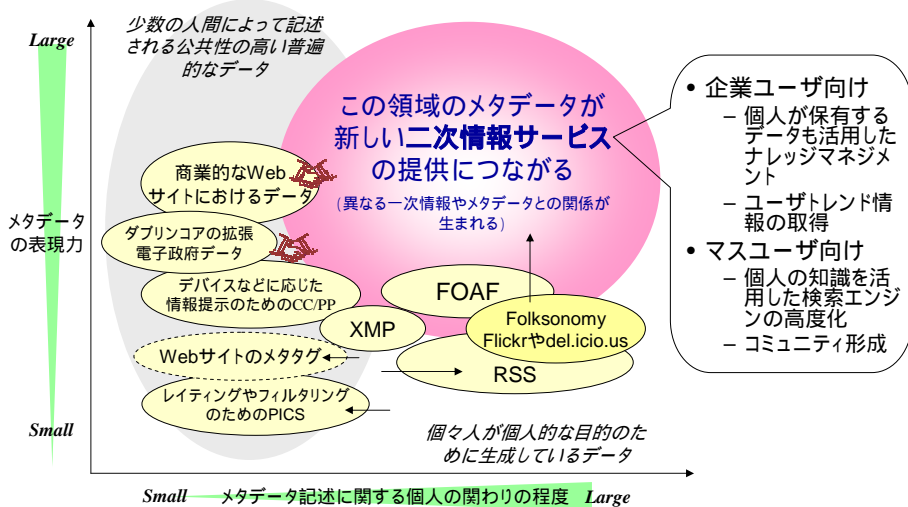 少数の人間によって記述
される公共性の高い普遍
的なデータ
Large
この領域のメタデータが
新しい二次情報サービス
の提供につながる
(異なる一次情報やメタデータとの関係が
生まれる)
• 企業ユーザ向け
– 個人が保有する
データも活用した
ナレッジマネジメ
ント
– ユーザトレンド情
報の取得
• マスユーザ向け
– 個人の知識を活
用した検索エンジ
ンの高度化
– コミュニティ形成
メタデータ
の表現力
商業的なWeb
サイトにおけるデータ
ダブリンコアの拡張
電子政府データ
デバイスなどに応じた
情報提示のためのCC/PP
FOAF
XMP
Folksonomy
Flickrやdel.icio.us
Webサイトのメタタグ
RSS
レイティングやフィルタリング
のためのPICS
Small
個々人が個人的な目的のた
めに生成しているデータ
Small メタデータ記述に関する個人の関わりの程度 Large